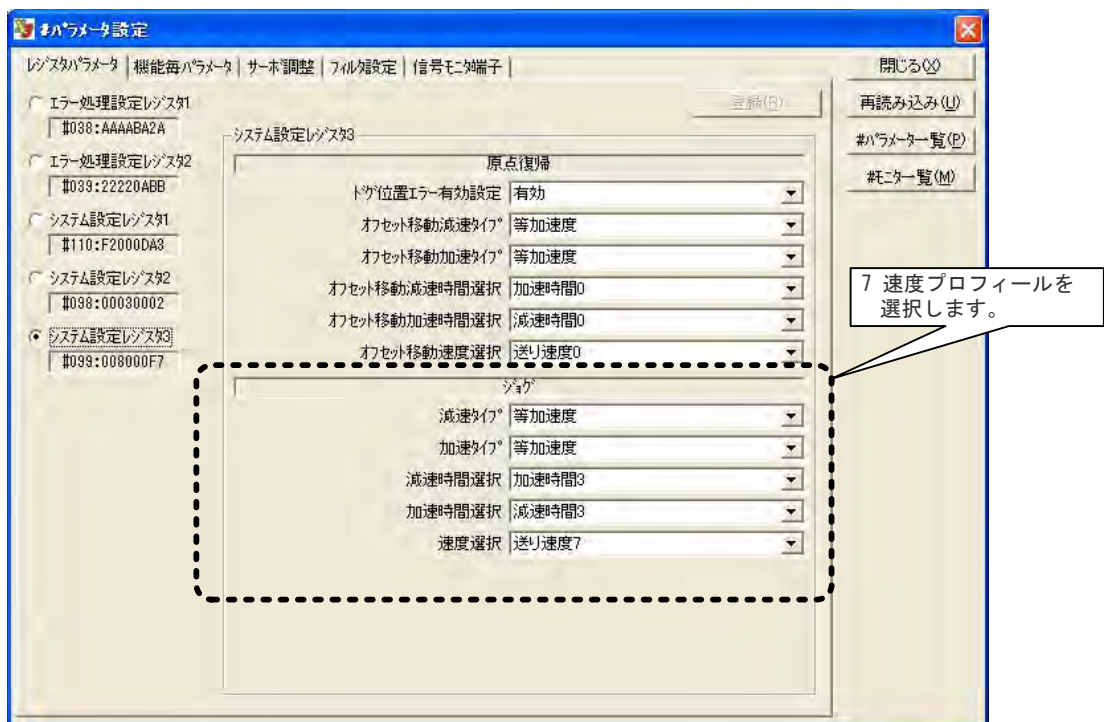 #パラメータ設定
レジスタパラメータ 機能毎パラメータ サーボ調整 フィルタ設定 信号モニタ端子
エラー処理設定レジスタ1
#038:AAAABA2A
エラー処理設定レジスタ2
#039:22220ABB
システム設定レジスタ1
#110:F2000DA3
システム設定レジスタ2
#098:00030002
システム設定レジスタ3
#099:008000F7
登録(R)
システム設定レジスタ3
原点復帰
ドグ位置エラー有効設定 有効
オフセット移動減速タイプ 等加速度
オフセット移動加速タイプ 等加速度
オフセット移動減速時間選択 加速時間0
オフセット移動加速時間選択 減速時間0
オフセット移動速度選択 送り速度0
ジョグ
減速タイプ 等加速度
加速タイプ 等加速度
減速時間選択 加速時間3
加速時間選択 減速時間3
速度選択 送り速度7
閉じる(X)
再読み込み(U)
#パラメータ一覧(P)
#モニタ一覧(M)
7 速度プロフィールを
選択します。